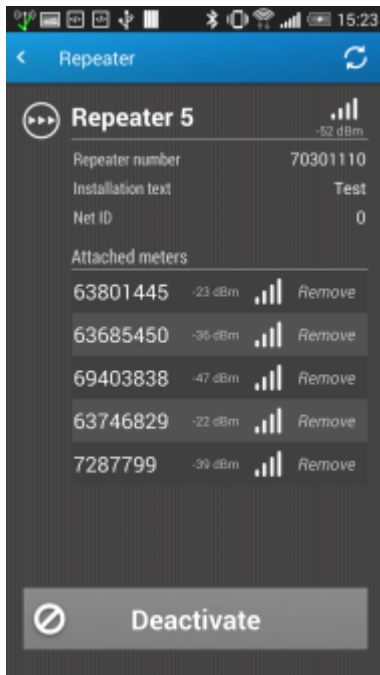 15:23
Repeater
Repeater 5
-52 dBm
Repeater number 70301110
Installation text Test
Net ID 0
Attached meters
63801445 -23 dBm Remove
63685450 -36 dBm Remove
69403838 -47 dBm Remove
63746829 -22 dBm Remove
7287799 -39 dBm Remove
Deactivate